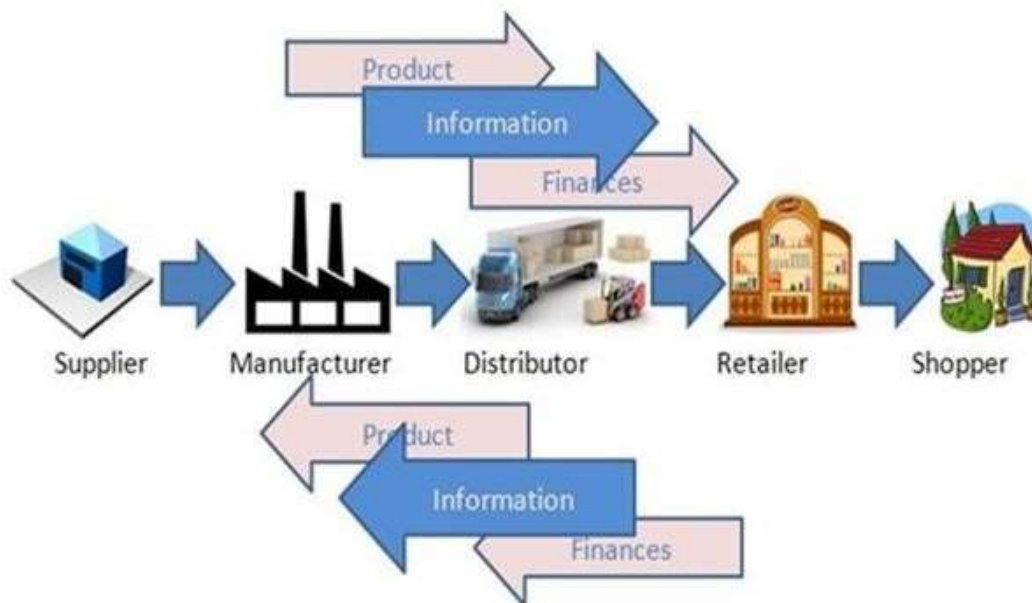 Product
Information
Finances
Supplier Manufacturer Distributor Retailer Shopper
Product
Information
Finances